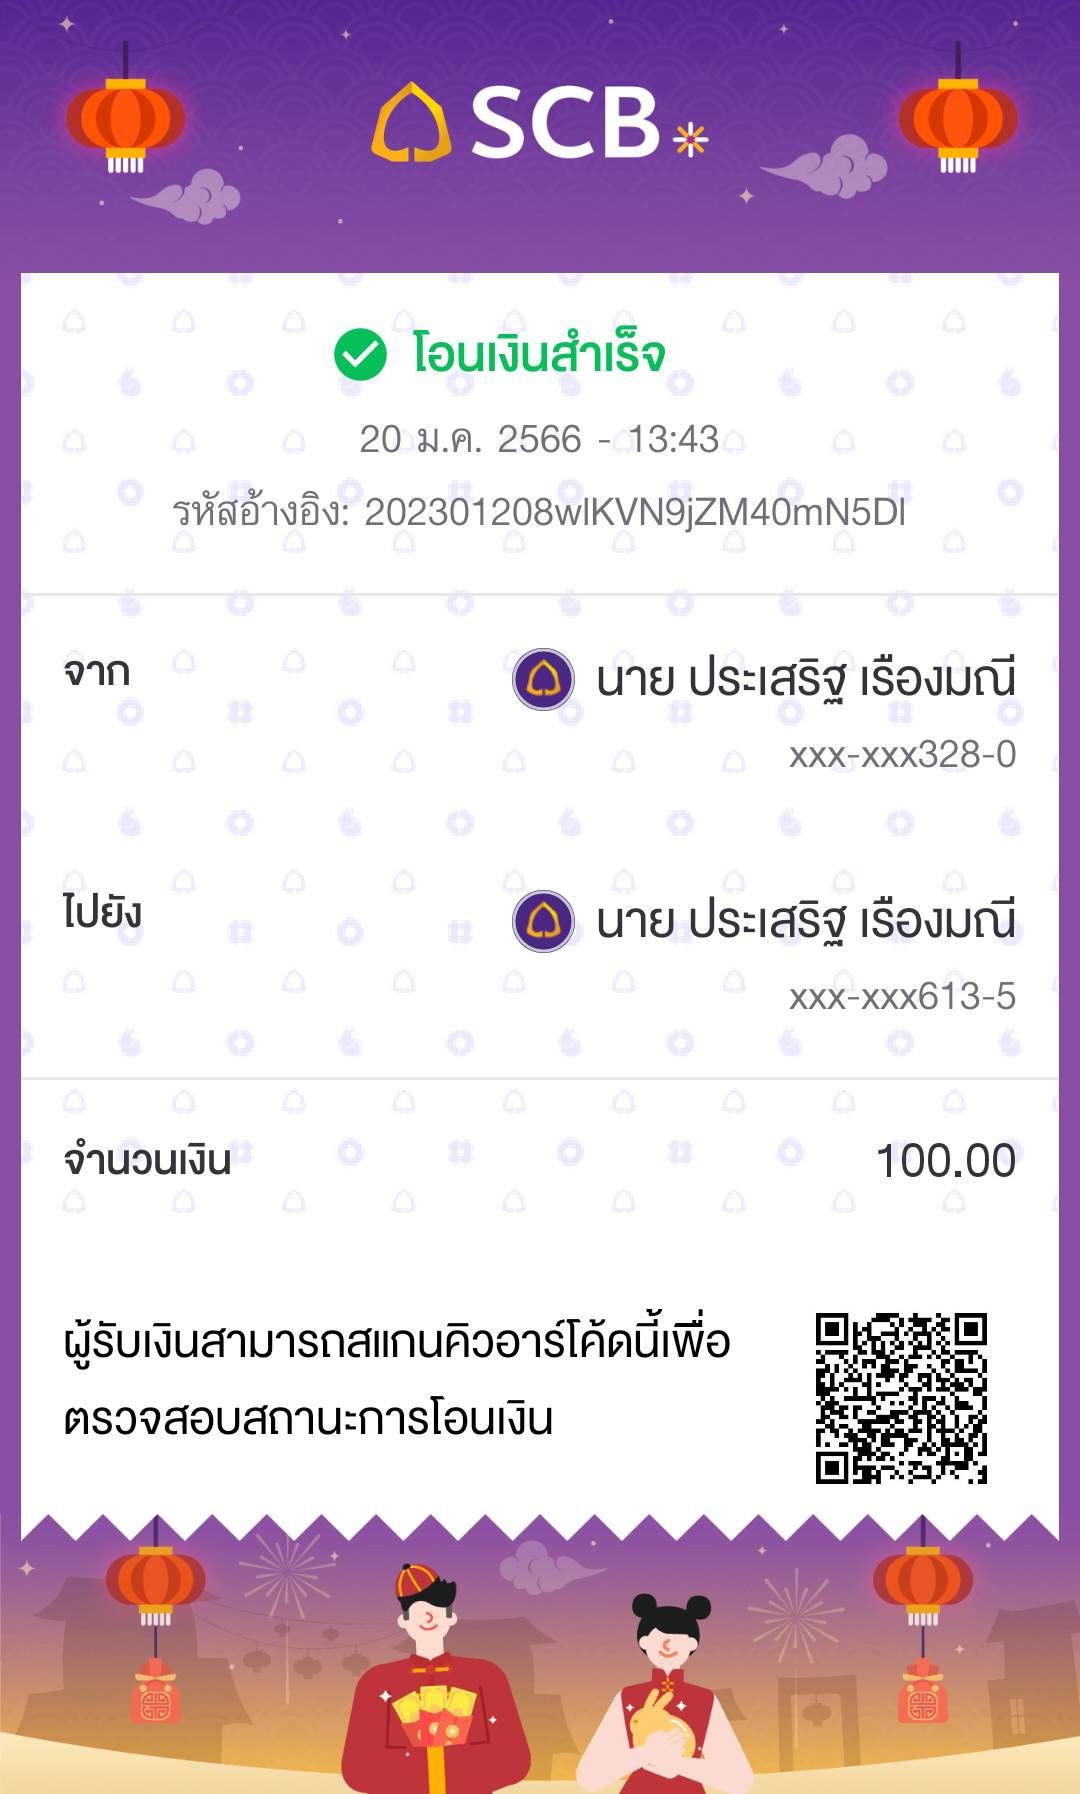 SCB
โอนเงินสำเร็จ
20 ม.ค. 2566 - 13:43
รหัสอ้างอิง: 202301208wlKVN9jZM40mN5Dl
จาก
นาย ประเสริฐ เรืองมณี
xxx-xxx328-0
ไปยัง
นาย ประเสริฐ เรืองมณี
xxx-xxx613-5
จำนวนเงิน 100.00
ผู้รับเงินสามารถสแกนคิวอาร์โค้ดนี้เพื่อ
ตรวจสอบสถานะการโอนเงิน